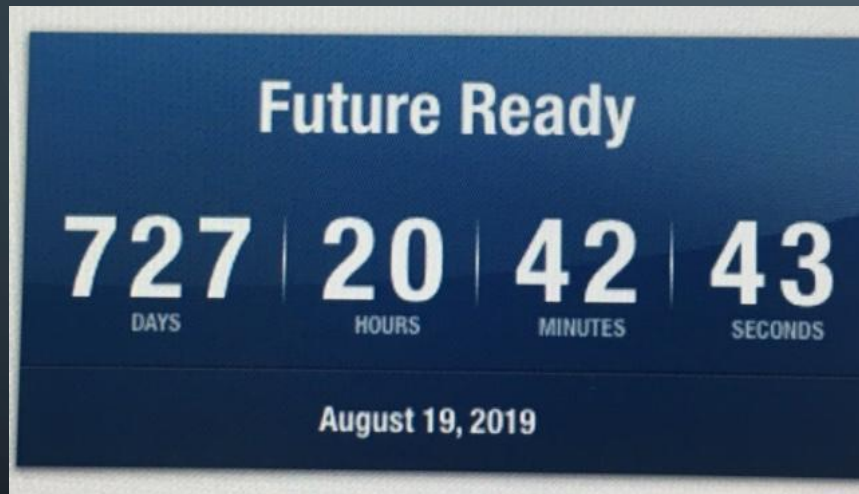 Future Ready
727 20 42 43
DAYS HOURS MINUTES SECONDS
August 19, 2019